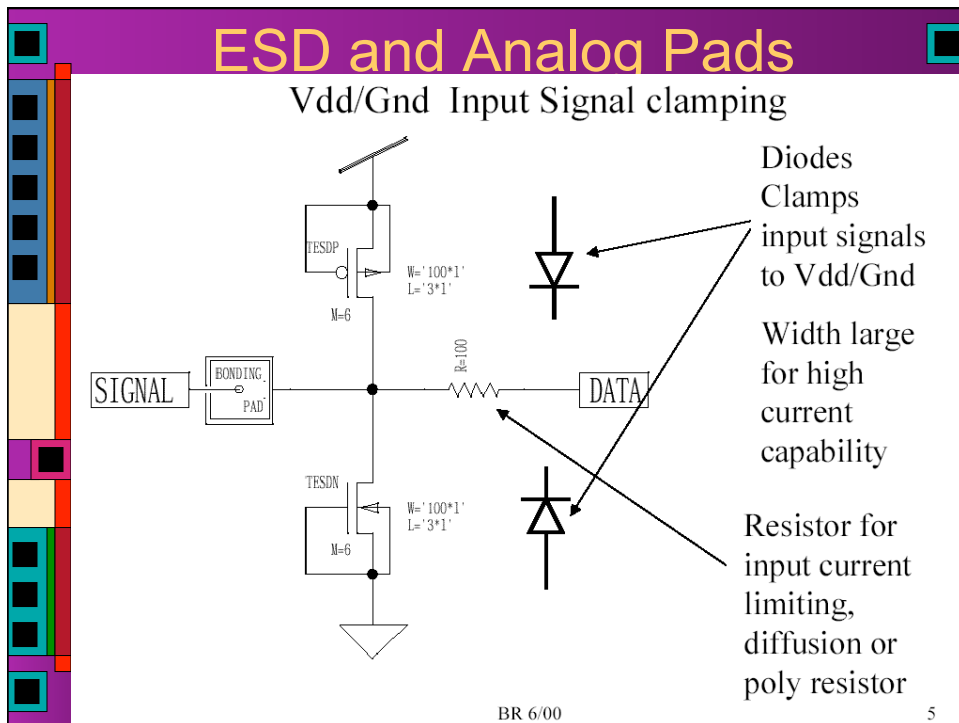 ESD and Analog Pads
Vdd/Gnd Input Signal clamping
Diodes
Clamps
input signals
to Vdd/Gnd
TESDP
W='100*1'
L='3*1'
M=6
Width large
for high
current
capability
R=100
SIGNAL
BONDING
PAD
DATA
TESDN
W='100*1'
L='3*1'
M=6
Resistor for
input current
limiting,
diffusion or
poly resistor
BR 6/00
5